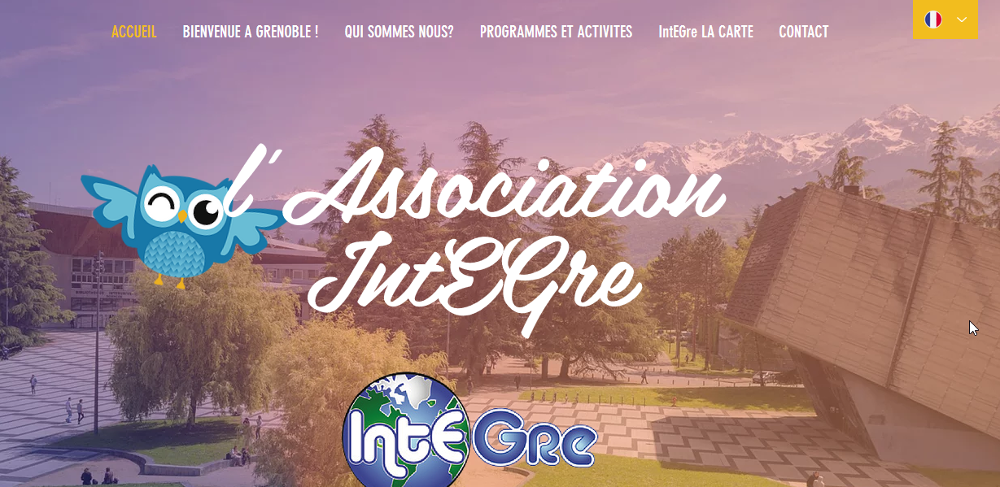 ACCUEIL BIENVENUE A GRENOBLE ! QUI SOMMES NOUS? PROGRAMMES ET ACTIVITES IntEGre LA CARTE CONTACT
l' Association
IntEGre
IntEGre